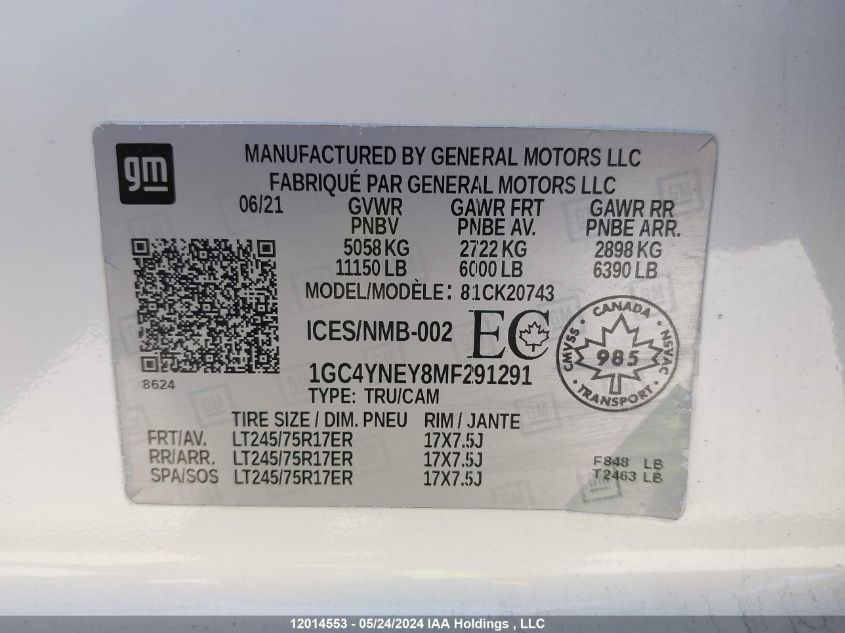 gm
MANUFACTURED BY GENERAL MOTORS LLC
FABRIQUÉ PAR GENERAL MOTORS LLC
06/21 GVWR GAWR FRT GAWR RR
PNBV PNBE AV. PNBE ARR.
5058 KG 2722 KG 2898 KG
11150 LB 6000 LB 6390 LB
MODEL/MODÈLE: 81CK20743
ICES/NMB-002 EC
CANADA
CMVSS 985 NSVAC
TRANSPORT
8624
1GC4YNEY8MF291291
TYPE: TRU/CAM
TIRE SIZE / DIM. PNEU RIM / JANTE
FRT/AV. LT245/75R17ER 17X7.5J
RR/ARR. LT245/75R17ER 17X7.5J F848 LB
SPA/SOS LT245/75R17ER 17X7.5J T2463 LB
12014553 - 05/24/2024 IAA Holdings , LLC